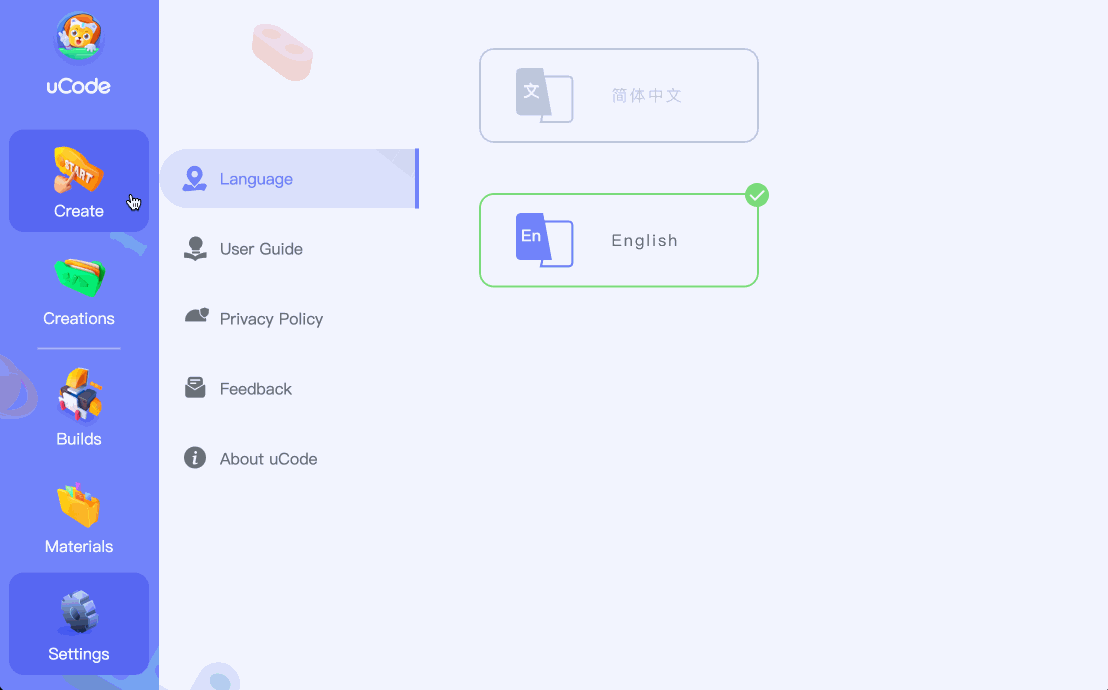 uCode
START
Create
Creations
Builds
Materials
Settings
Language
User Guide
Privacy Policy
Feedback
About uCode
文
简体中文
En
English